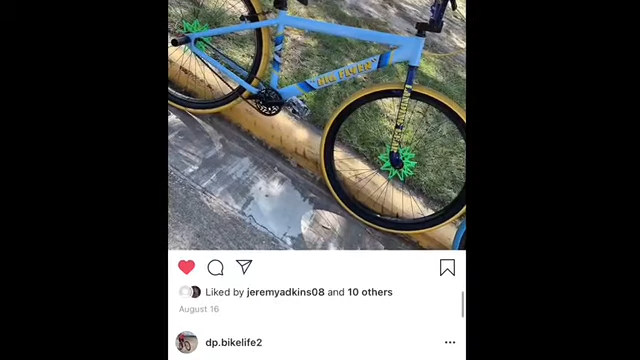 BIG FLYER
Liked by jeremyadkins08 and 10 others
August 16
dp.bikelife2